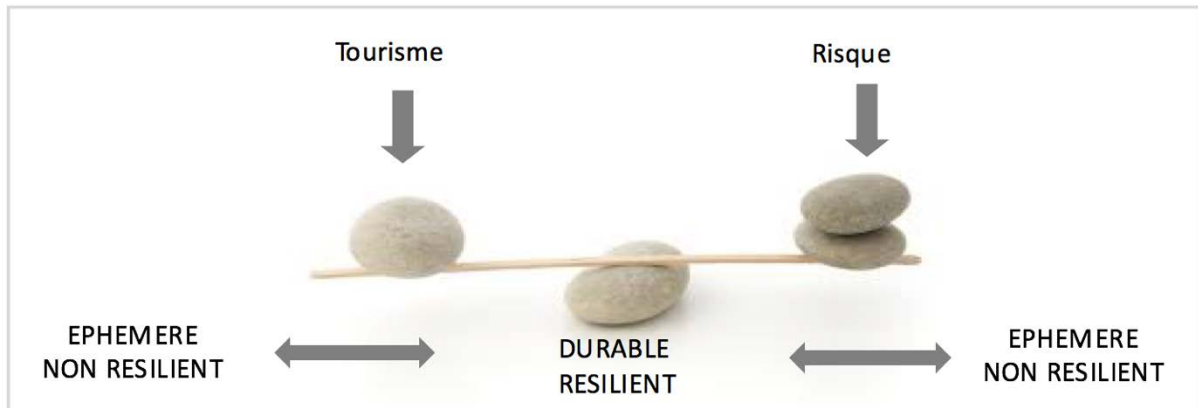 Tourisme
Risque
EPHEMERE
NON RESILIENT
DURABLE
RESILIENT
EPHEMERE
NON RESILIENT